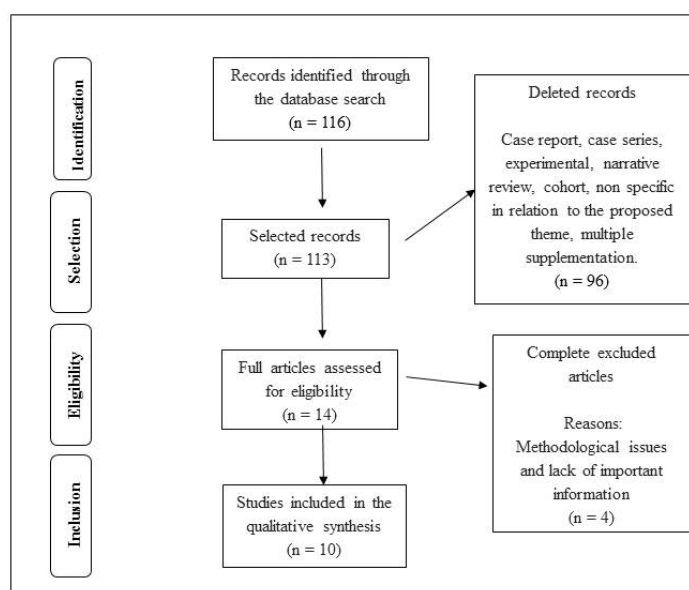 Identification
Records identified through
the database search
(n = 116)
Deleted records
Case report, case series,
experimental, narrative
review, cohort, non specific
in relation to the proposed
theme, multiple
supplementation.
(n = 96)
Selection
Selected records
(n = 113)
Eligibility
Full articles assessed
for eligibility
(n = 14)
Complete excluded
articles
Reasons:
Methodological issues
and lack of important
information
(n = 4)
Inclusion
Studies included in the
qualitative synthesis
(n = 10)